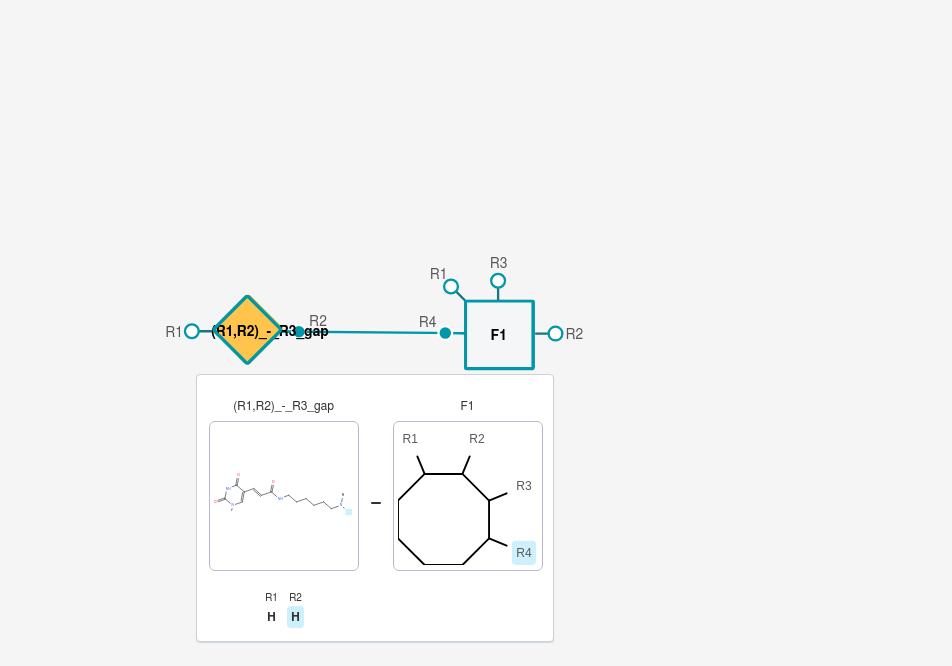 R3
R1
R2
R4
R1
(R1,R2)_-_R3_gap
F1
R2
(R1,R2)_-_R3_gap
F1
R1
R2
R3
R4
R1 R2
H H